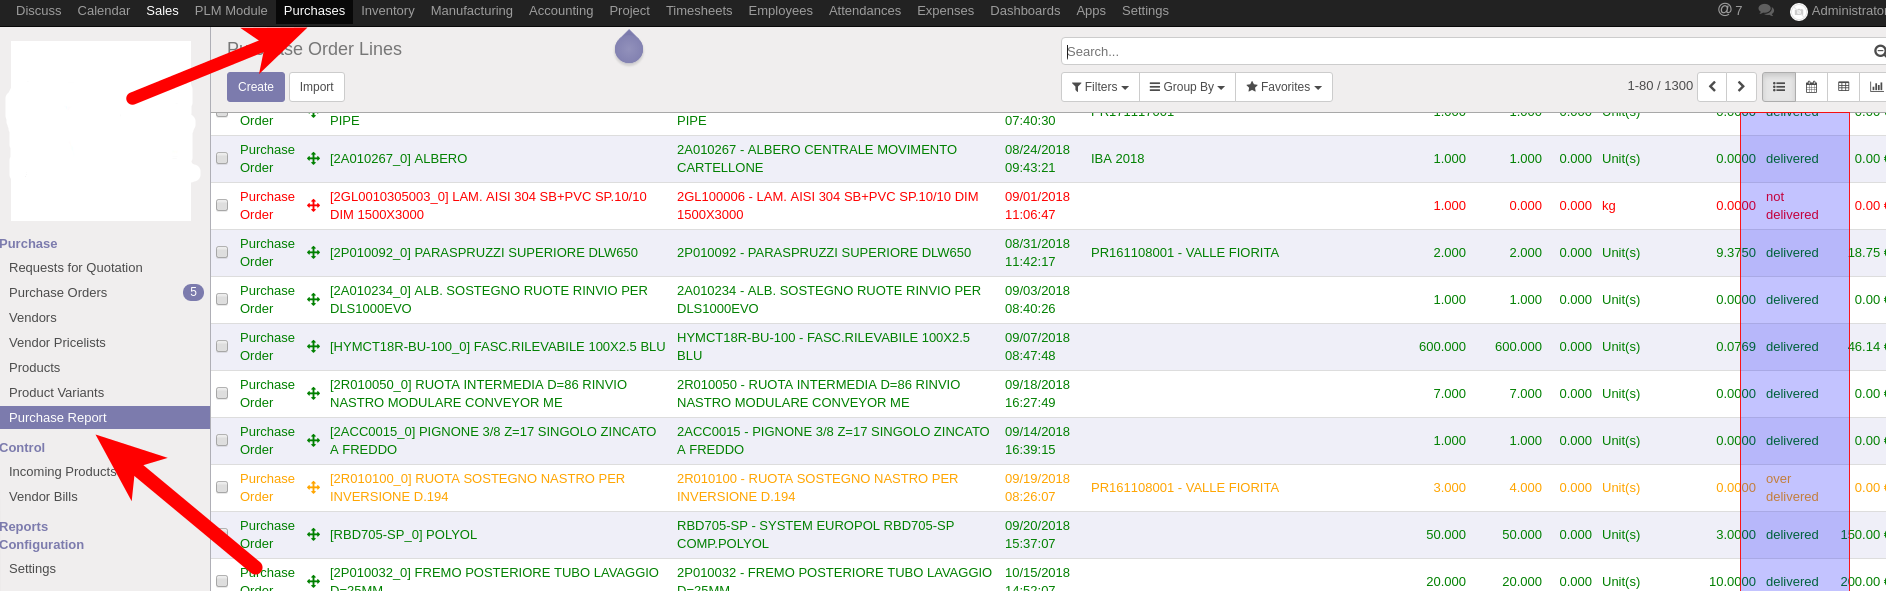 Discuss Calendar Sales PLM Module Purchases Inventory Manufacturing Accounting Project Timesheets Employees Attendances Expenses Dashboards Apps Settings @ 7 Administrator
Purchase Order Lines
Search...
Create Import
Filters Group By Favorites 1-80 / 1300
Purchase
Requests for Quotation
Purchase Orders 5
Vendors
Vendor Pricelists
Products
Product Variants
Purchase Report
Control
Incoming Products
Vendor Bills
Reports
Configuration
Settings
Order PIPE PIPE 07:40:30
Purchase 2A010267 - ALBERO CENTRALE MOVIMENTO 08/24/2018
[2A010267_0] ALBERO IBA 2018 1.000 1.000 0.000 Unit(s) 0.0000 delivered 0.00 €
Order CARTELLONE 09:43:21
Purchase [2GL0010305003_0] LAM. AISI 304 SB+PVC SP.10/10 2GL100006 - LAM. AISI 304 SB+PVC SP.10/10 DIM 09/01/2018 not
1.000 0.000 0.000 kg 0.0000 0.00 €
Order DIM 1500X3000 1500X3000 11:06:47 delivered
Purchase 08/31/2018
[2P010092_0] PARASPRUZZI SUPERIORE DLW650 2P010092 - PARASPRUZZI SUPERIORE DLW650 PR161108001 - VALLE FIORITA 2.000 2.000 0.000 Unit(s) 9.3750 delivered 18.75 €
Order 11:42:17
Purchase [2A010234_0] ALB. SOSTEGNO RUOTE RINVIO PER 2A010234 - ALB. SOSTEGNO RUOTE RINVIO PER 09/03/2018
1.000 1.000 0.000 Unit(s) 0.0000 delivered 0.00 €
Order DLS1000EVO DLS1000EVO 08:40:26
Purchase HYMCT18R-BU-100 - FASC.RILEVABILE 100X2.5 09/07/2018
[HYMCT18R-BU-100_0] FASC.RILEVABILE 100X2.5 BLU 600.000 600.000 0.000 Unit(s) 0.0769 delivered 46.14 €
Order BLU 08:47:48
Purchase [2R010050_0] RUOTA INTERMEDIA D=86 RINVIO 2R010050 - RUOTA INTERMEDIA D=86 RINVIO 09/18/2018
7.000 7.000 0.000 Unit(s) 0.0000 delivered 0.00 €
Order NASTRO MODULARE CONVEYOR ME NASTRO MODULARE CONVEYOR ME 16:27:49
Purchase [2ACC0015_0] PIGNONE 3/8 Z=17 SINGOLO ZINCATO 2ACC0015 - PIGNONE 3/8 Z=17 SINGOLO ZINCATO 09/14/2018
1.000 1.000 0.000 Unit(s) 0.0000 delivered 0.00 €
Order A FREDDO A FREDDO 16:39:15
Purchase [2R010100_0] RUOTA SOSTEGNO NASTRO PER 2R010100 - RUOTA SOSTEGNO NASTRO PER 09/19/2018 over
PR161108001 - VALLE FIORITA 3.000 4.000 0.000 Unit(s) 0.0000 0.00 €
Order INVERSIONE D.194 INVERSIONE D.194 08:26:07 delivered
Purchase RBD705-SP - SYSTEM EUROPOL RBD705-SP 09/20/2018
[RBD705-SP_0] POLYOL 50.000 50.000 0.000 Unit(s) 3.0000 delivered 150.00 €
Order COMP.POLYOL 15:37:07
Purchase [2P010032_0] FREMO POSTERIORE TUBO LAVAGGIO 2P010032 - FREMO POSTERIORE TUBO LAVAGGIO 10/15/2018
20.000 20.000 0.000 Unit(s) 10.0000 delivered 200.00 €
Order D=25MM D=25MM 14:52:07